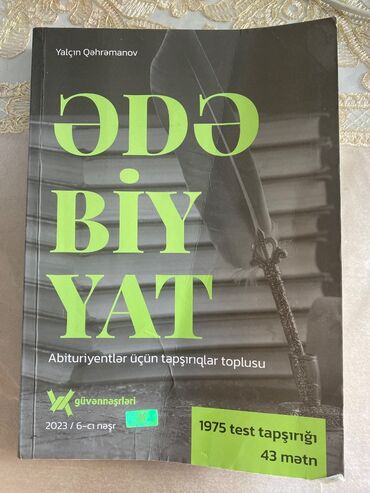 Yalçın Qəhrəmanov
ƏDƏ
BİY
YAT
Abituriyentlər üçün tapşırıqlar toplusu
güvənnəşrləri
2023 / 6-cı nəşr
1975 test tapşırığı
43 mətn